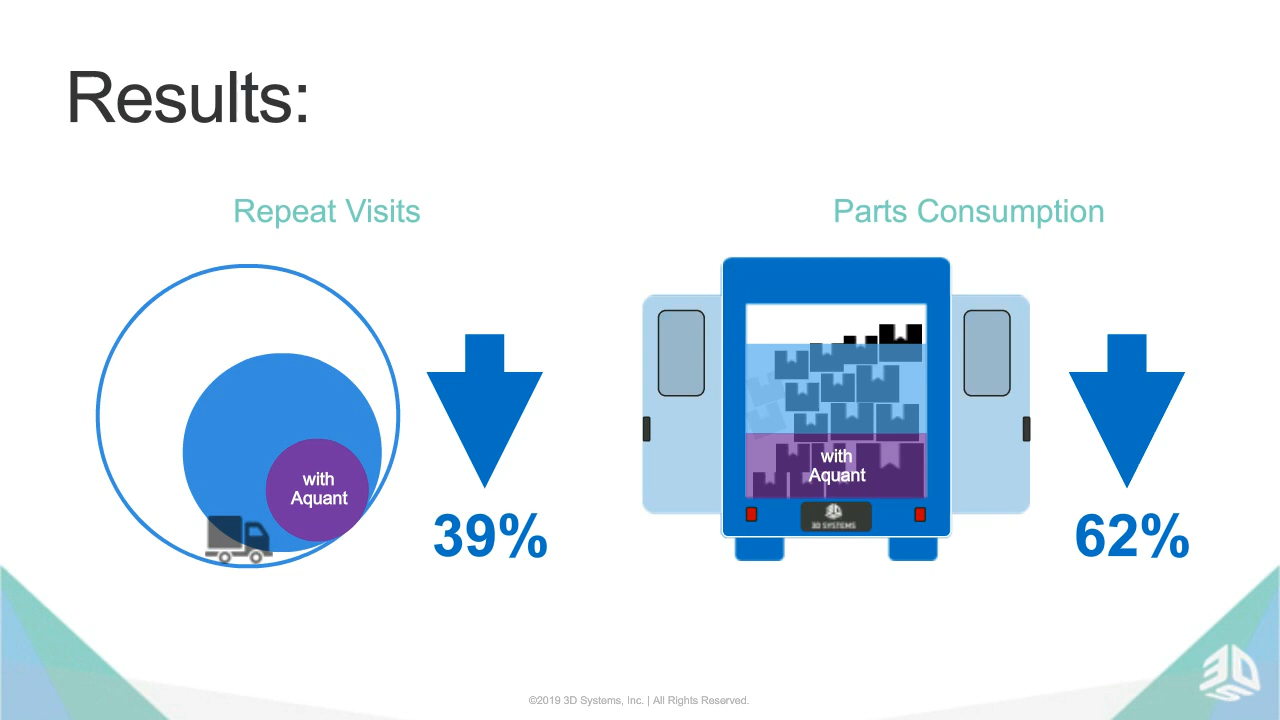 Results:
Repeat Visits
Parts Consumption
with
Aquant
39%
with
Aquant
3D SYSTEMS
62%
©2019 3D Systems, Inc. | All Rights Reserved.
3DS